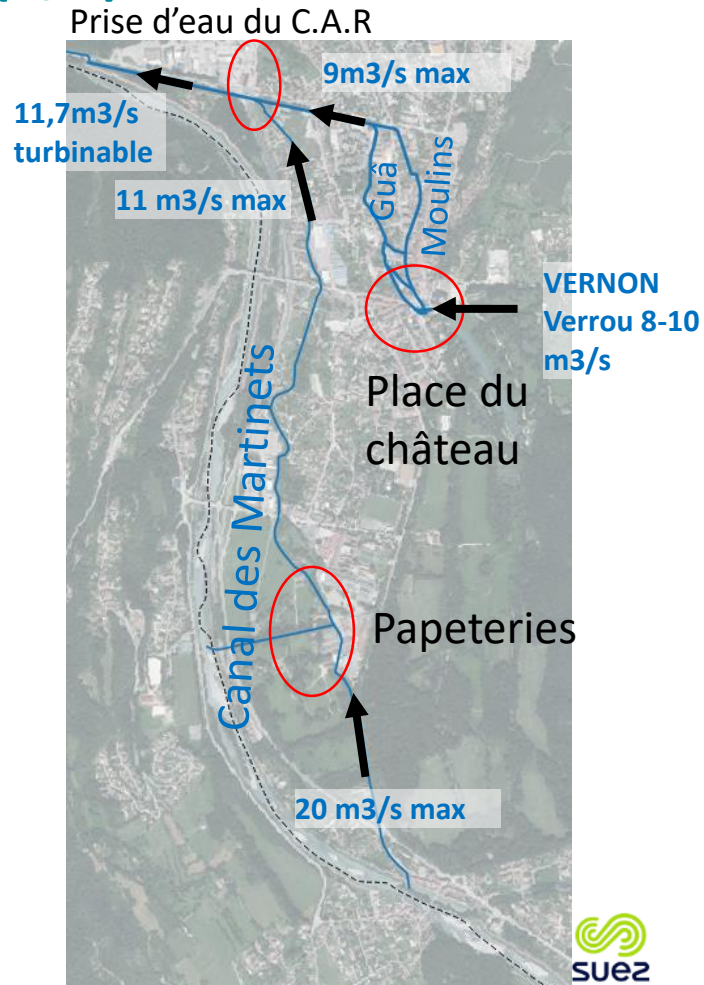 Prise d'eau du C.A.R
9m3/s max
11,7m3/s
turbinable
11 m3/s max
Guâ
Moulins
VERNON
Verrou 8-10
m3/s
Place du
château
Canal des Martinets
Papeteries
20 m3/s max
suez